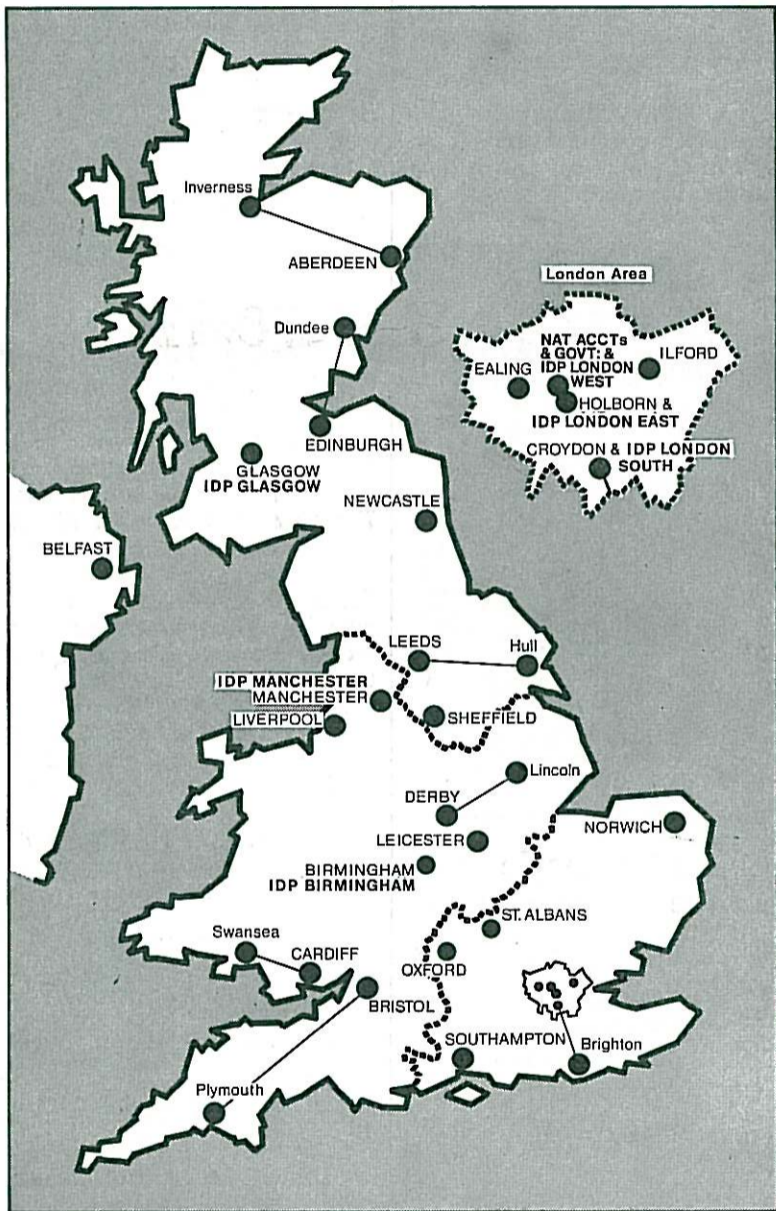 Inverness
ABERDEEN
Dundee
London Area
NAT ACCTs
& GOVT: &
IDP LONDON
WEST
EALING
ILFORD
HOLBORN &
IDP LONDON EAST
CROYDON & IDP LONDON
SOUTH
EDINBURGH
GLASGOW
IDP GLASGOW
NEWCASTLE
BELFAST
LEEDS
Hull
IDP MANCHESTER
MANCHESTER
LIVERPOOL
SHEFFIELD
Lincoln
DERBY
LEICESTER
NORWICH
BIRMINGHAM
IDP BIRMINGHAM
ST. ALBANS
Swansea
CARDIFF
OXFORD
BRISTOL
SOUTHAMPTON
Brighton
Plymouth